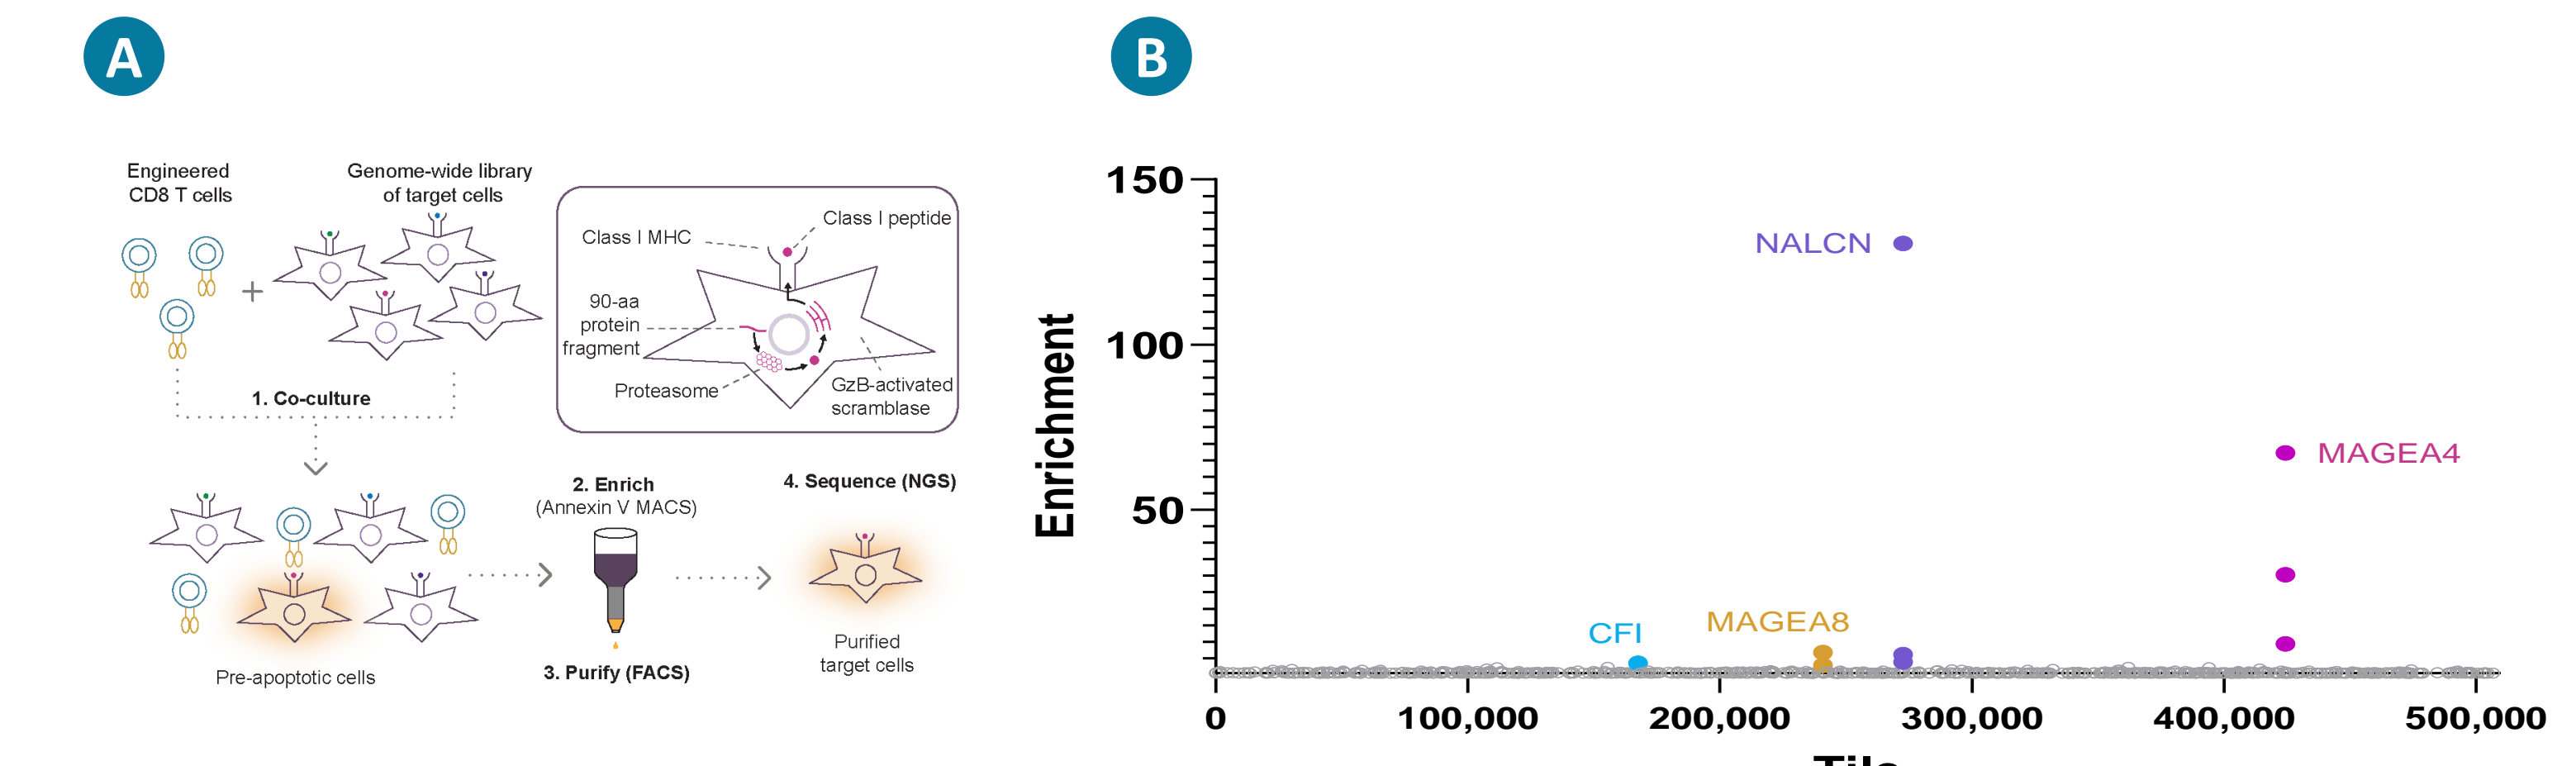 A
Engineered
CD8 T cells
Genome-wide library
of target cells
+
1. Co-culture
Class I MHC
Class I peptide
90-aa
protein
fragment
Proteasome
GzB-activated
scramblase
Pre-apoptotic cells
2. Enrich
(Annexin V MACS)
3. Purify (FACS)
4. Sequence (NGS)
Purified
target cells
B
Enrichment
150
100
50
NALCN
MAGEA4
MAGEA8
CFI
0
100,000
200,000
300,000
400,000
500,000